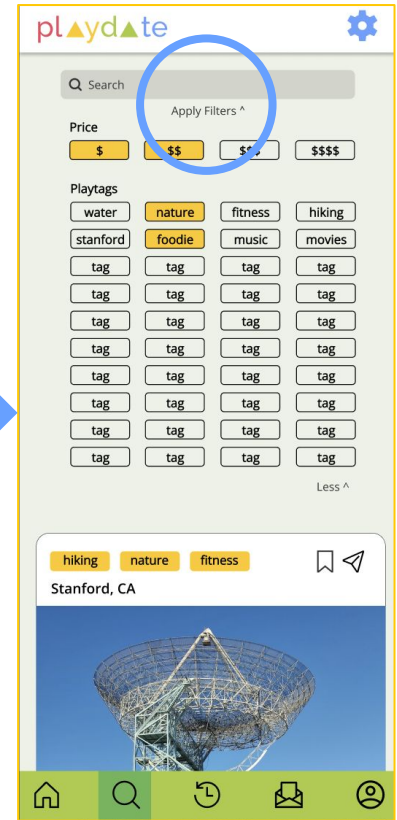 playdate
Search
Apply Filters ^
Price
$ $$ $$$ $$$$
Playtags
water nature fitness hiking
stanford foodie music movies
tag tag tag tag
tag tag tag tag
tag tag tag tag
tag tag tag tag
tag tag tag tag
tag tag tag tag
tag tag tag tag
tag tag tag tag
Less ^
hiking nature fitness
Stanford, CA